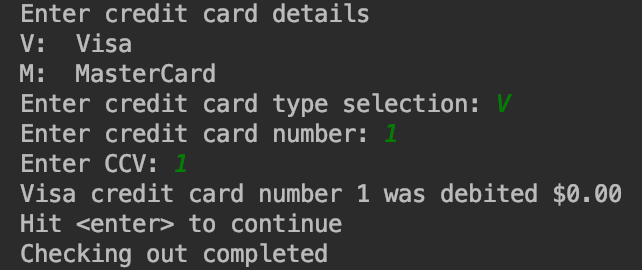 Enter credit card details
V:  Visa
M:  MasterCard
Enter credit card type selection: V
Enter credit card number: 1
Enter CCV: 1
Visa credit card number 1 was debited $0.00
Hit <enter> to continue
Checking out completed